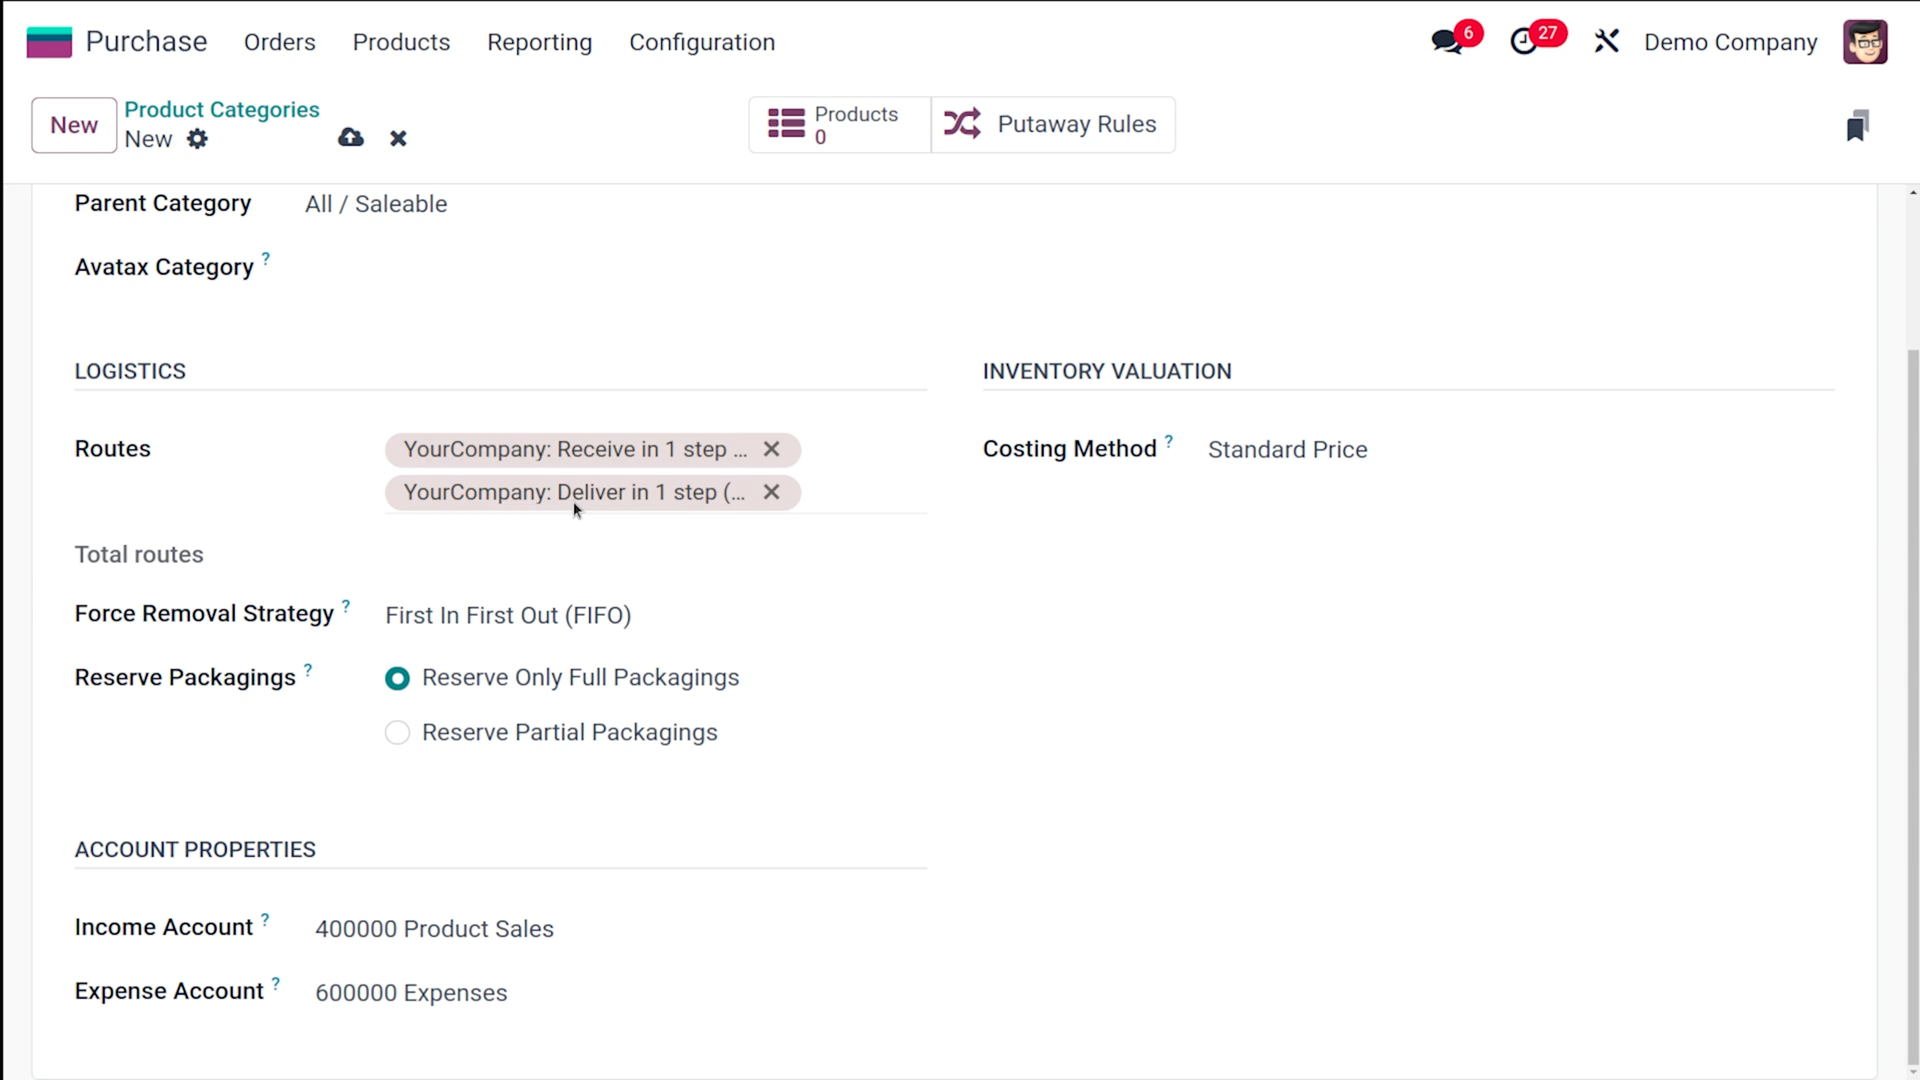 Purchase Orders Products Reporting Configuration 6 27 Demo Company
New Product Categories
New
Products
0
Putaway Rules
Parent Category All / Saleable
Avatax Category ?
LOGISTICS
INVENTORY VALUATION
Routes YourCompany: Receive in 1 step ...
YourCompany: Deliver in 1 step (...
Costing Method ? Standard Price
Total routes
Force Removal Strategy ? First In First Out (FIFO)
Reserve Packagings ? Reserve Only Full Packagings
Reserve Partial Packagings
ACCOUNT PROPERTIES
Income Account ? 400000 Product Sales
Expense Account ? 600000 Expenses